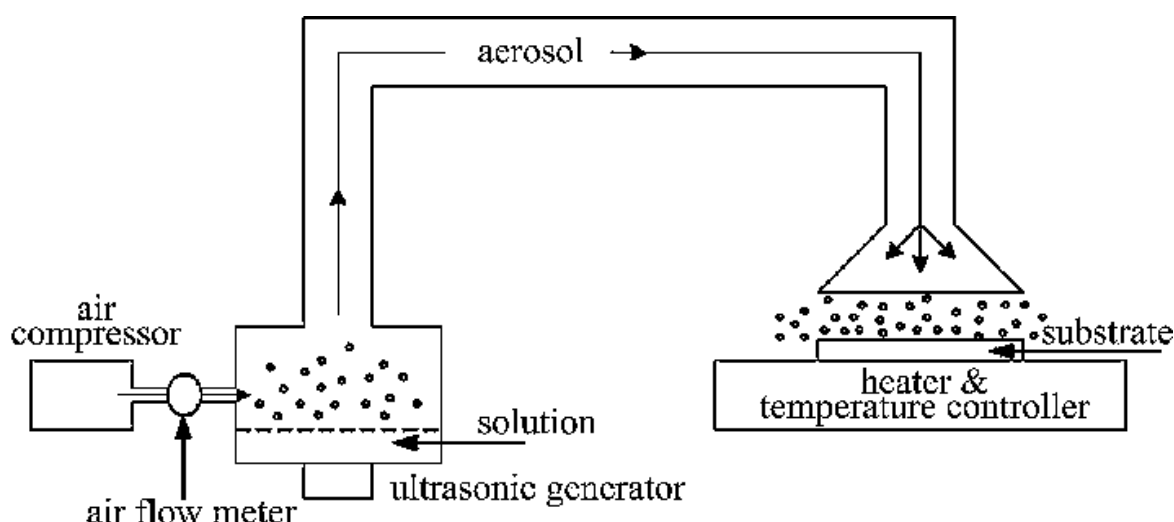 aerosol
air
compressor
substrate
heater &
temperature controller
solution
ultrasonic generator
air flow meter